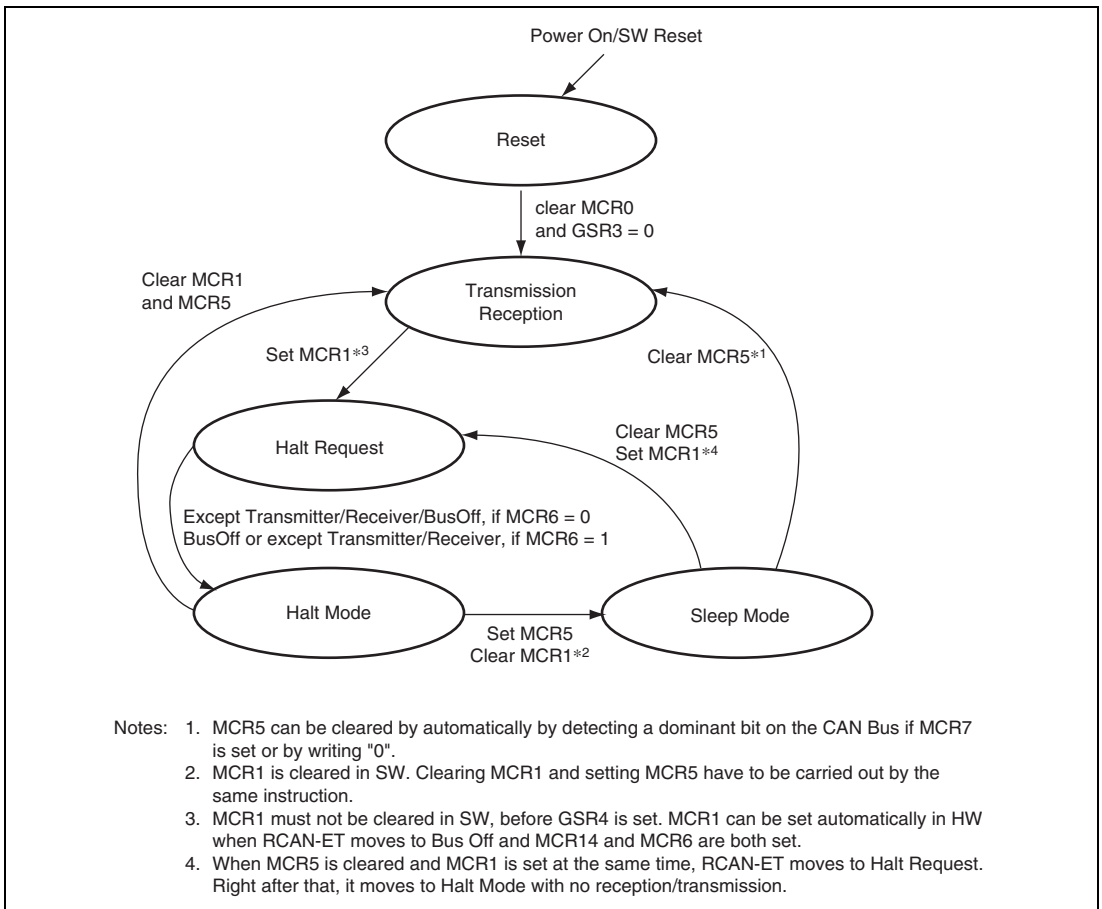 Power On/SW Reset
Reset
clear MCR0
and GSR3 = 0
Clear MCR1
and MCR5
Transmission
Reception
Set MCR1*3
Clear MCR5*1
Halt Request
Clear MCR5
Set MCR1*4
Except Transmitter/Receiver/BusOff, if MCR6 = 0
BusOff or except Transmitter/Receiver, if MCR6 = 1
Halt Mode
Sleep Mode
Set MCR5
Clear MCR1*2
Notes: 1. MCR5 can be cleared by automatically by detecting a dominant bit on the CAN Bus if MCR7
is set or by writing "0".
2. MCR1 is cleared in SW. Clearing MCR1 and setting MCR5 have to be carried out by the
same instruction.
3. MCR1 must not be cleared in SW, before GSR4 is set. MCR1 can be set automatically in HW
when RCAN-ET moves to Bus Off and MCR14 and MCR6 are both set.
4. When MCR5 is cleared and MCR1 is set at the same time, RCAN-ET moves to Halt Request.
Right after that, it moves to Halt Mode with no reception/transmission.